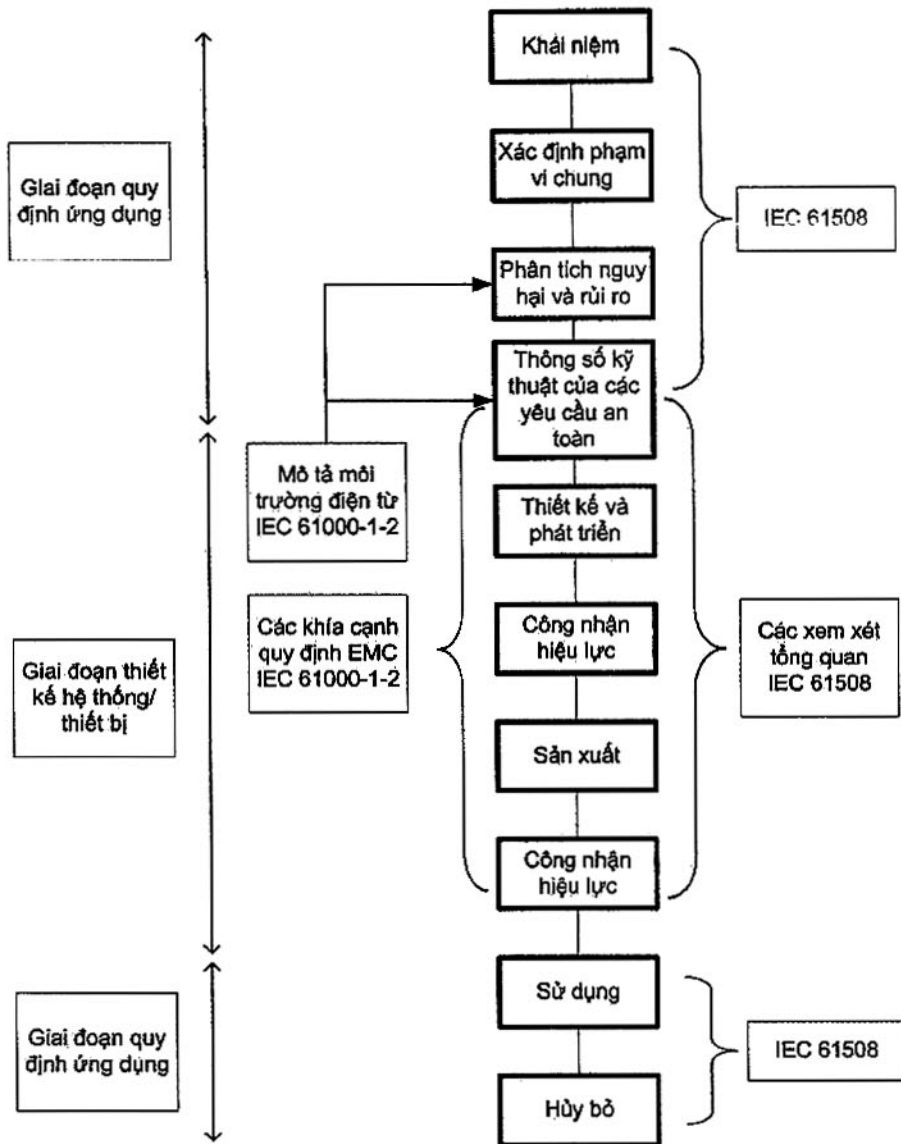 Khái niệm
Xác định phạm
vi chung
Giai đoạn quy
định ứng dụng
IEC 61508
Phân tích nguy
hại và rủi ro
Thông số kỹ
thuật của các
yêu cầu an
toàn
Mô tả môi
trường điện từ
IEC 61000-1-2
Thiết kế và
phát triển
Các khía cạnh
quy định EMC
IEC 61000-1-2
Công nhận
hiệu lực
Các xem xét
tổng quan
IEC 61508
Giai đoạn thiết
kế hệ thống/
thiết bị
Sản xuất
Công nhận
hiệu lực
Sử dụng
Giai đoạn quy
định ứng dụng
IEC 61508
Hủy bỏ